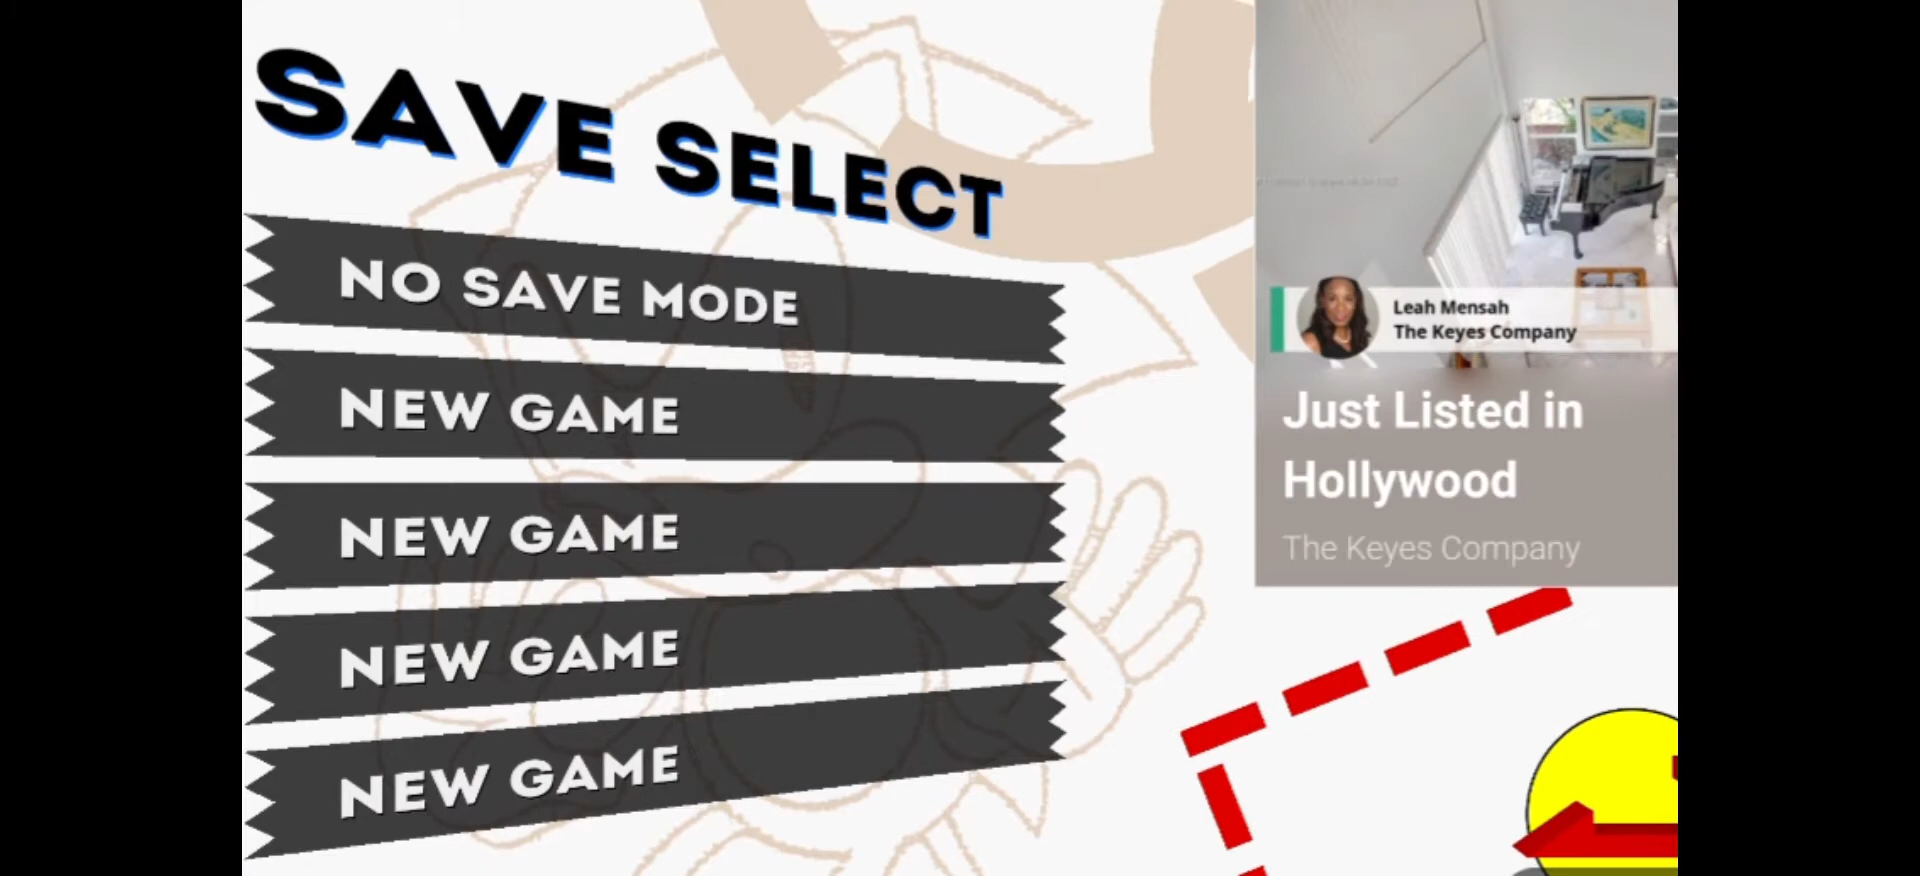 SAVE SELECT
NO SAVE MODE
NEW GAME
NEW GAME
NEW GAME
NEW GAME
Leah Mensah
The Keyes Company
Just Listed in
Hollywood
The Keyes Company